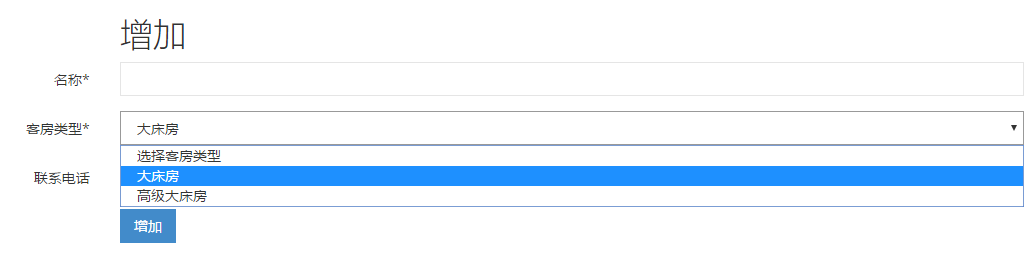 增加
名称*
客房类型*
大床房
选择客房类型
大床房
联系电话
高级大床房
增加